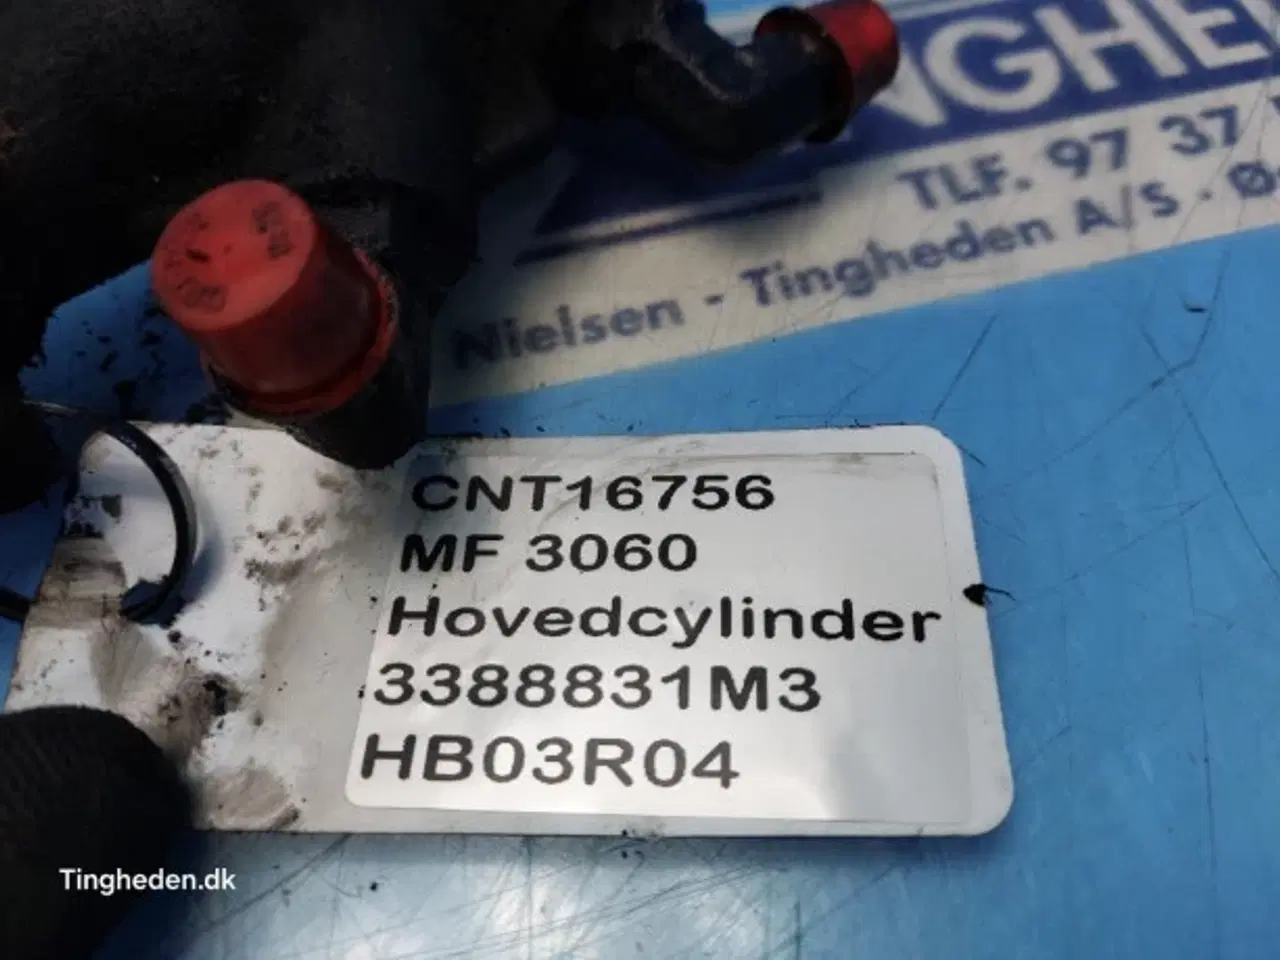 NGHE
TLF. 97 37
Nielsen - Tingheden A/S · Ø
CNT16756
MF 3060
Hovedcylinder
3388831M3
HB03R04
Tingheden.dk